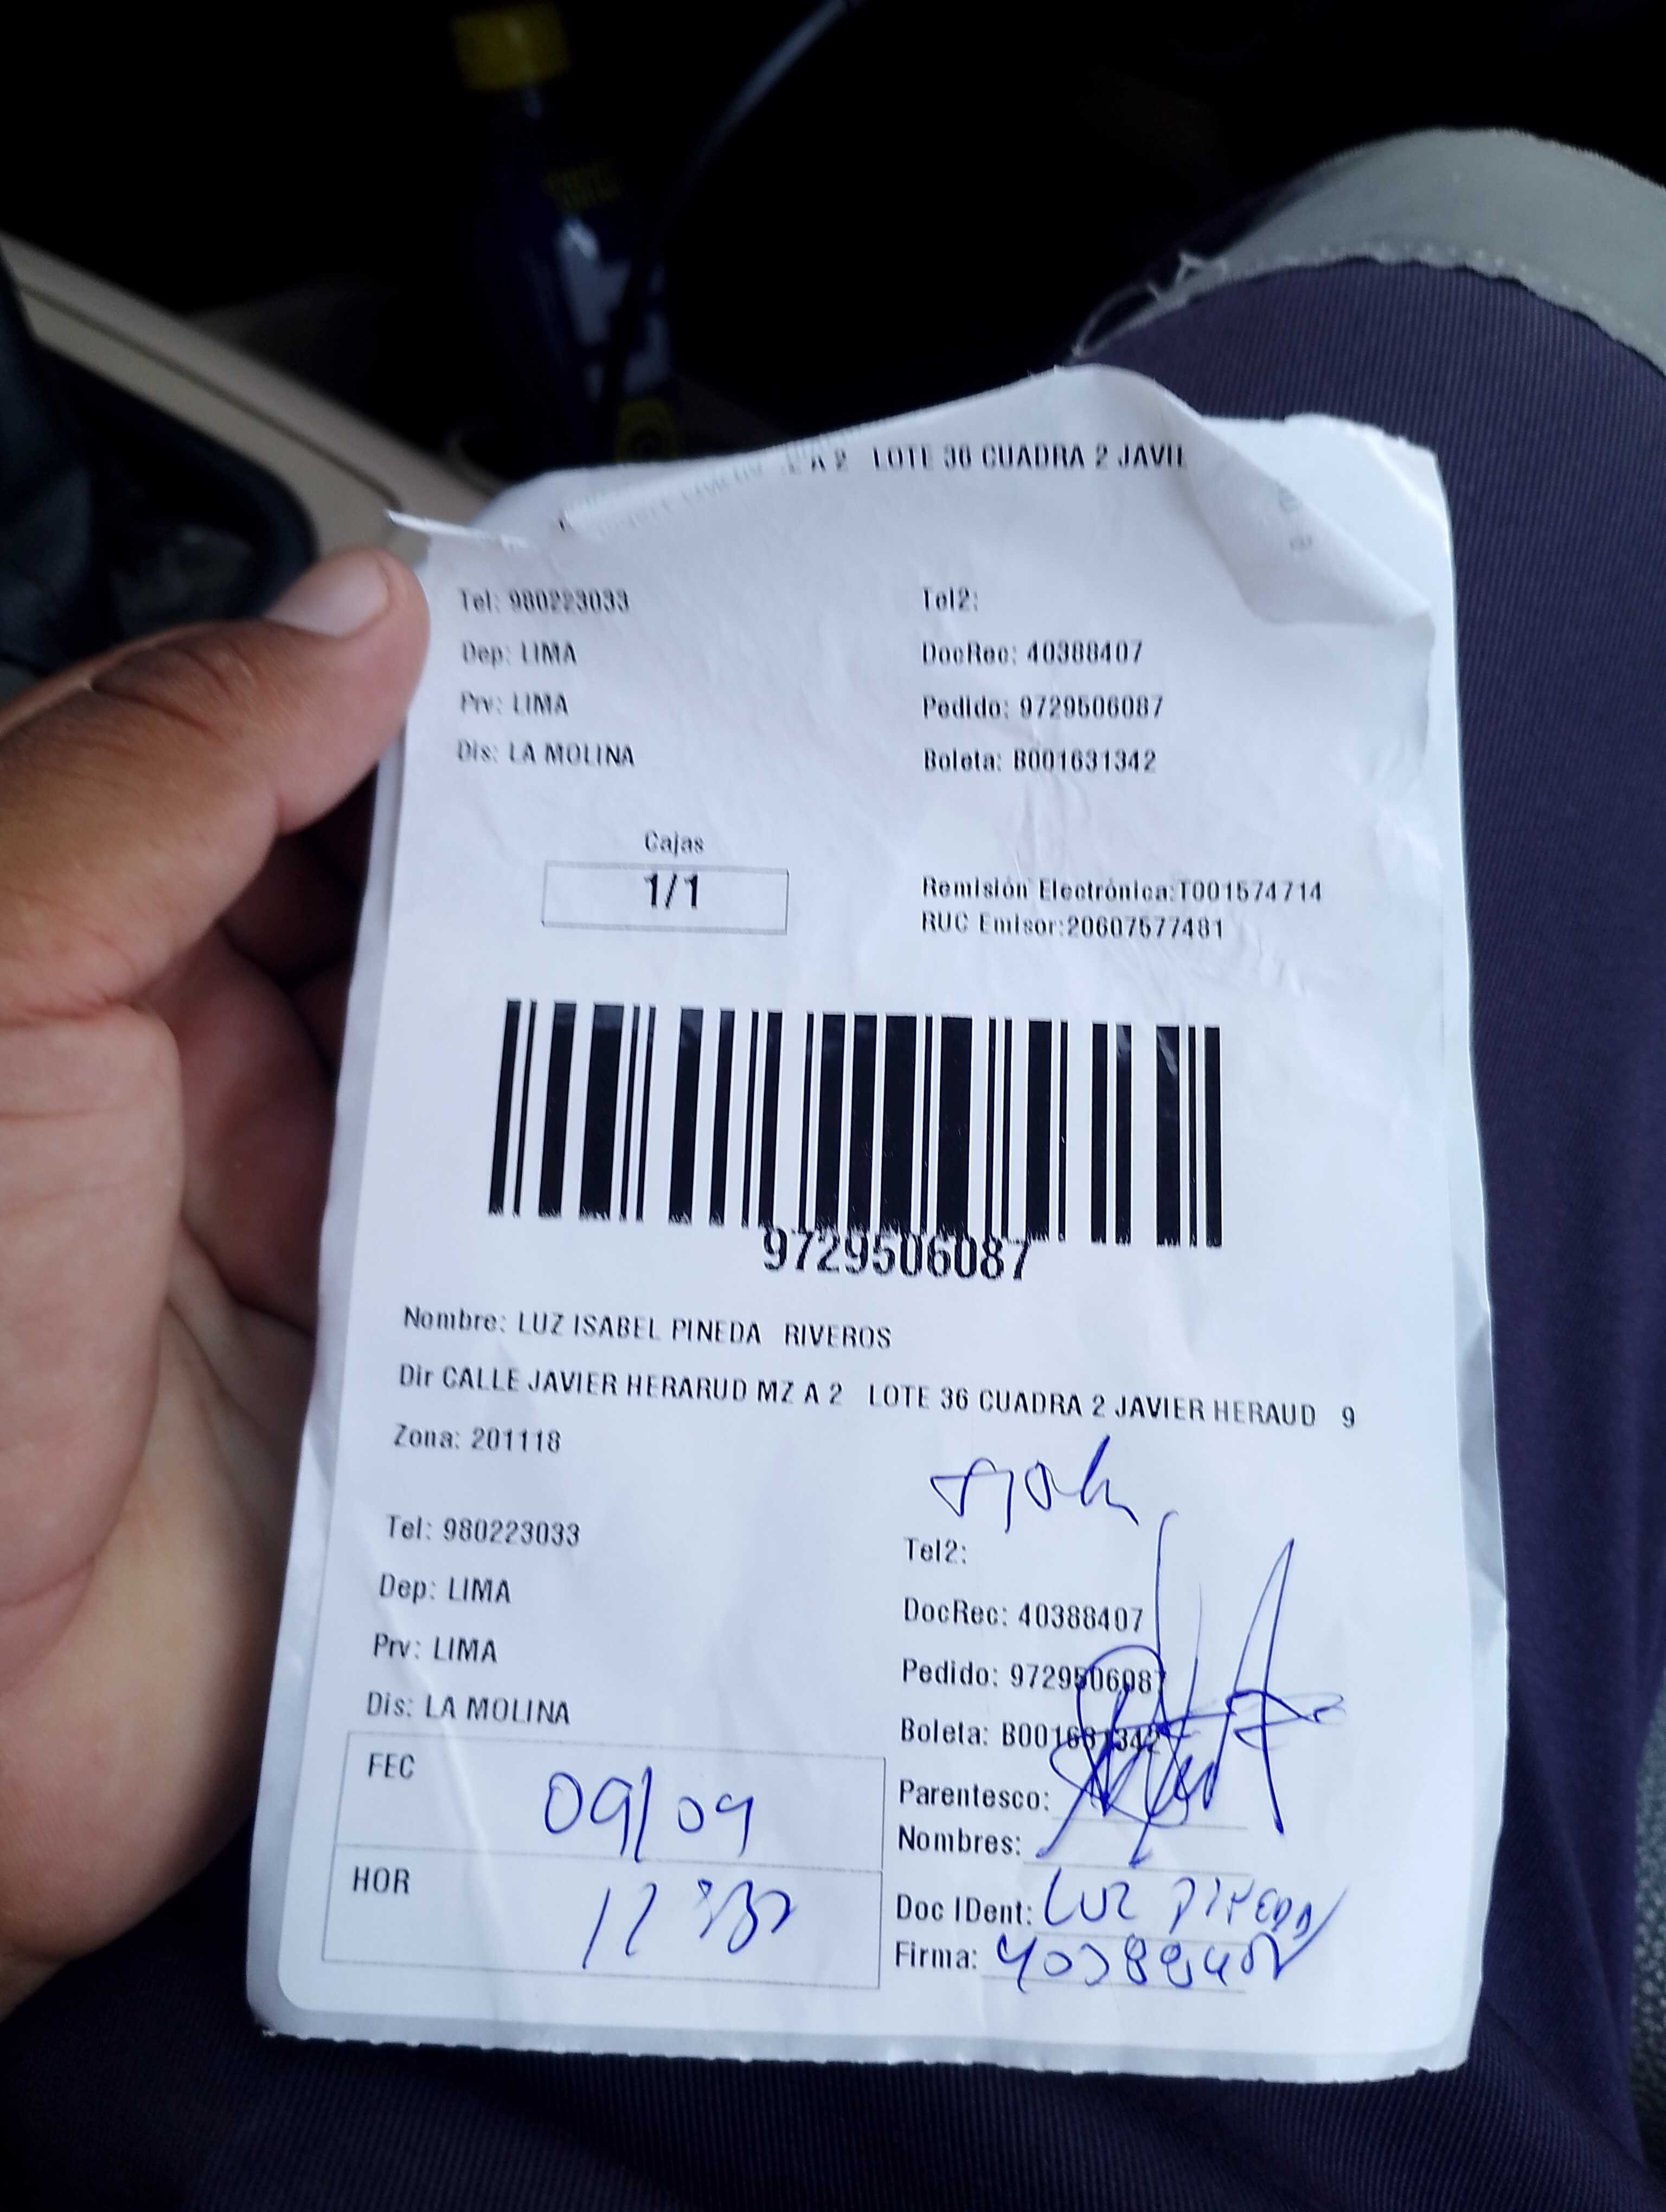 A 2 LOTE 36 CUADRA 2 JAVIE
Tel: 980223033 Tel2:
Dep: LIMA DocRec: 40388407
Prv: LIMA Pedido: 9729506087
Dis: LA MOLINA Boleta: B001631342
Cajas
1/1
Remisión Electrónica:T001574714
RUC Emisor:20607577481
9729506087
Nombre: LUZ ISABEL PINEDA RIVEROS
Dir CALLE JAVIER HERARUD MZ A 2 LOTE 36 CUADRA 2 JAVIER HERAUD 9
Zona: 201118
Tel: 980223033 Tel2:
Dep: LIMA DocRec: 40388407
Prv: LIMA Pedido: 9729506087
Dis: LA MOLINA Boleta: B001631342
FEC 09/09
Parentesco:
Nombres:
HOR
Doc IDent: LUZ PINEDA
Firma: 40388407